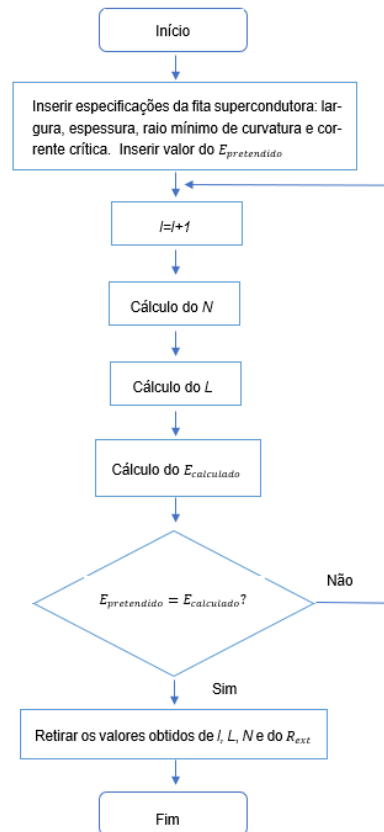 Início
Inserir especificações da fita supercondutora: lar-
gura, espessura, raio mínimo de curvatura e cor-
rente crítica. Inserir valor do E_pretendido
l=l+1
Cálculo do N
Cálculo do L
Cálculo do E_calculado
E_pretendido = E_calculado?
Não
Sim
Retirar os valores obtidos de l, L, N e do R_ext
Fim